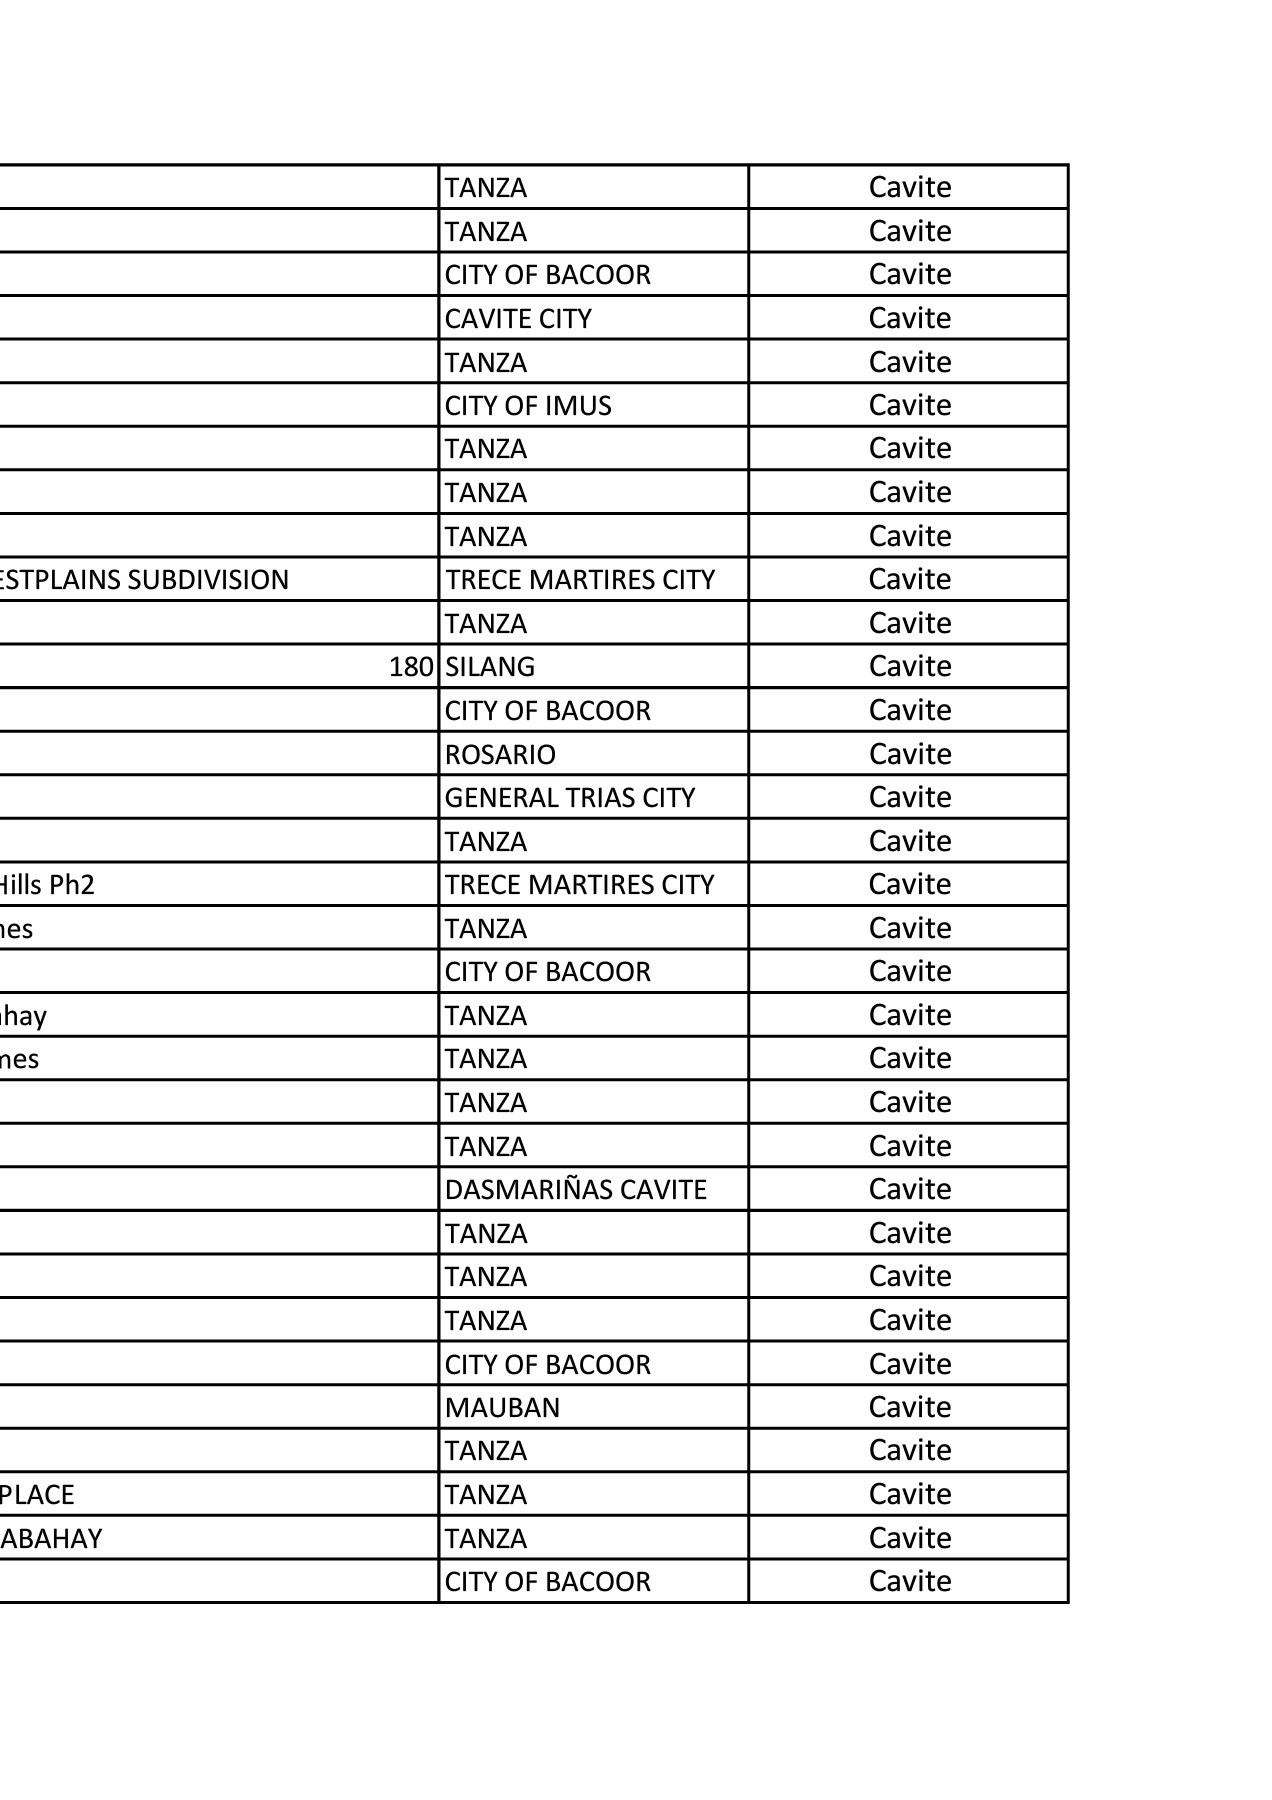 TANZA Cavite
TANZA Cavite
CITY OF BACOOR Cavite
CAVITE CITY Cavite
TANZA Cavite
CITY OF IMUS Cavite
TANZA Cavite
TANZA Cavite
TANZA Cavite
ESTPLAINS SUBDIVISION TRECE MARTIRES CITY Cavite
TANZA Cavite
180 SILANG Cavite
CITY OF BACOOR Cavite
ROSARIO Cavite
GENERAL TRIAS CITY Cavite
TANZA Cavite
Hills Ph2 TRECE MARTIRES CITY Cavite
nes TANZA Cavite
CITY OF BACOOR Cavite
ahay TANZA Cavite
mes TANZA Cavite
TANZA Cavite
TANZA Cavite
DASMARIÑAS CAVITE Cavite
TANZA Cavite
TANZA Cavite
TANZA Cavite
CITY OF BACOOR Cavite
MAUBAN Cavite
TANZA Cavite
PLACE TANZA Cavite
ABAHAY TANZA Cavite
CITY OF BACOOR Cavite